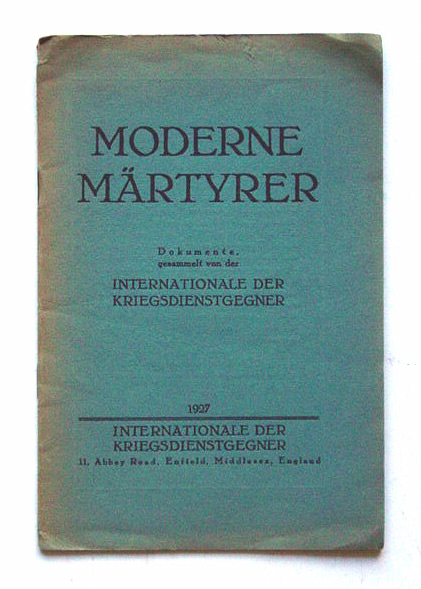 MODERNE
MÄRTYRER
Dokumente,
gesammelt von der
INTERNATIONALE DER
KRIEGSDIENSTGEGNER
1927
INTERNATIONALE DER
KRIEGSDIENSTGEGNER
11, Abbey Road, Enfield, Middlesex, England